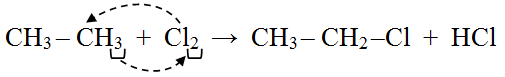 CH₃ – CH₃ + Cl₂ → CH₃ – CH₂ –Cl + HCl